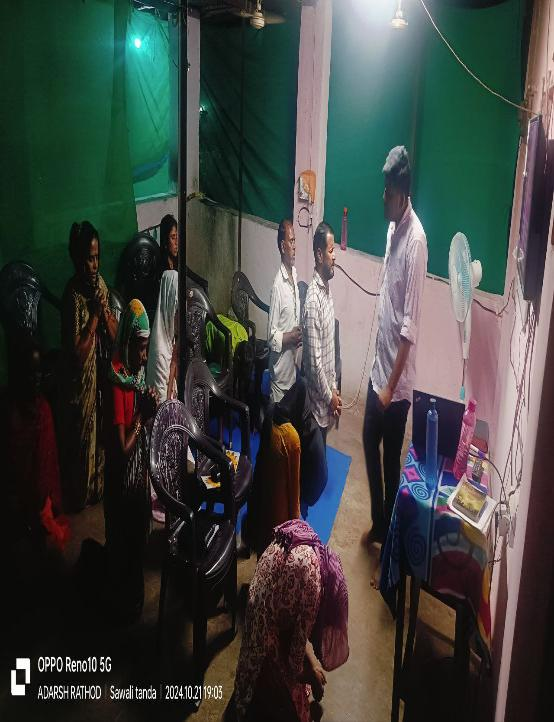 OPPO Reno10 5G
ADARSH RATHOD | Sawali tanda | 2024.10.21 19:03